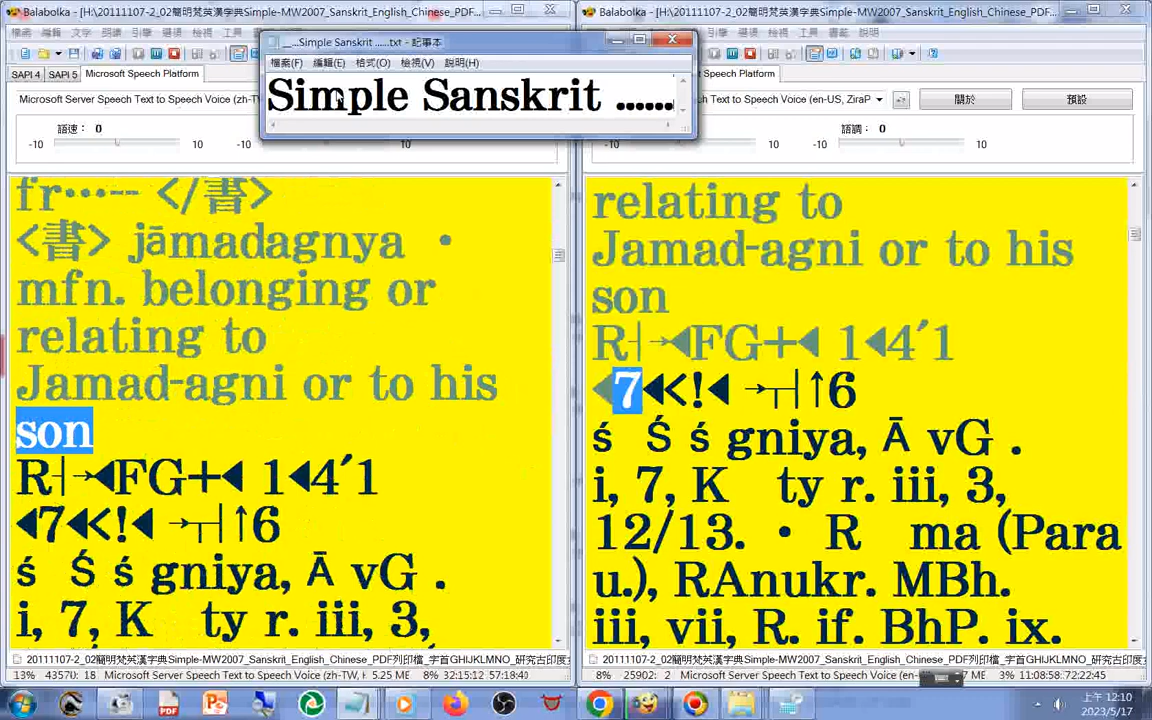 Balabolka - [H:\20111107-2_02簡明梵英漢字典Simple-MW2007_Sanskrit_English_Chinese_PDF...
Balabolka - [H:\20111107-2_02簡明梵英漢字典Simple-MW2007_Sanskrit_English_Chinese_PDF...
__...Simple Sanskrit ......txt - 記事本
檔案(F) 編輯(E) 格式(O) 檢視(V) 說明(H)
Simple Sanskrit ......
SAPI 4 SAPI 5 Microsoft Speech Platform
Microsoft Server Speech Text to Speech Voice (zh-TW
語速： 0
-10 10 10
Speech Platform
ch Text to Speech Voice (en-US, ZiraP 關於 預設
語調： 0
-10 10 -10 10
fr···-- </書>
<書> jāmadagnya •
mfn. belonging or
relating to
Jamad-agni or to his
son
R┤→◀FG+◀ 1◀4´1
◀7◀<!◀ →┬┤↑6
ś Ś ś gniya, Ā vG .
i, 7, K ty r. iii, 3,
relating to
Jamad-agni or to his
son
R┤→◀FG+◀ 1◀4´1
◀7◀<!◀ →┬┤↑6
ś Ś ś gniya, Ā vG .
i, 7, K ty r. iii, 3,
12/13. • R ma (Para
u.), RAnukr. MBh.
iii, vii, R. if. BhP. ix.
20111107-2_02簡明梵英漢字典Simple-MW2007_Sanskrit_English_Chinese_PDF列印檔_字首GHIJKLMNO_研究古印度
20111107-2_02簡明梵英漢字典Simple-MW2007_Sanskrit_English_Chinese_PDF列印檔_字首GHIJKLMNO_研究古印度
13% 43570: 18 Microsoft Server Speech Text to Speech Voice (zh-TW, H 5.25 ME 8% 32:15:12 57:18:40
8% 25902: 2 Microsoft Server Speech Text to Speech 3% 11:08:58 72:22:45
上午 12:10
2023/5/17